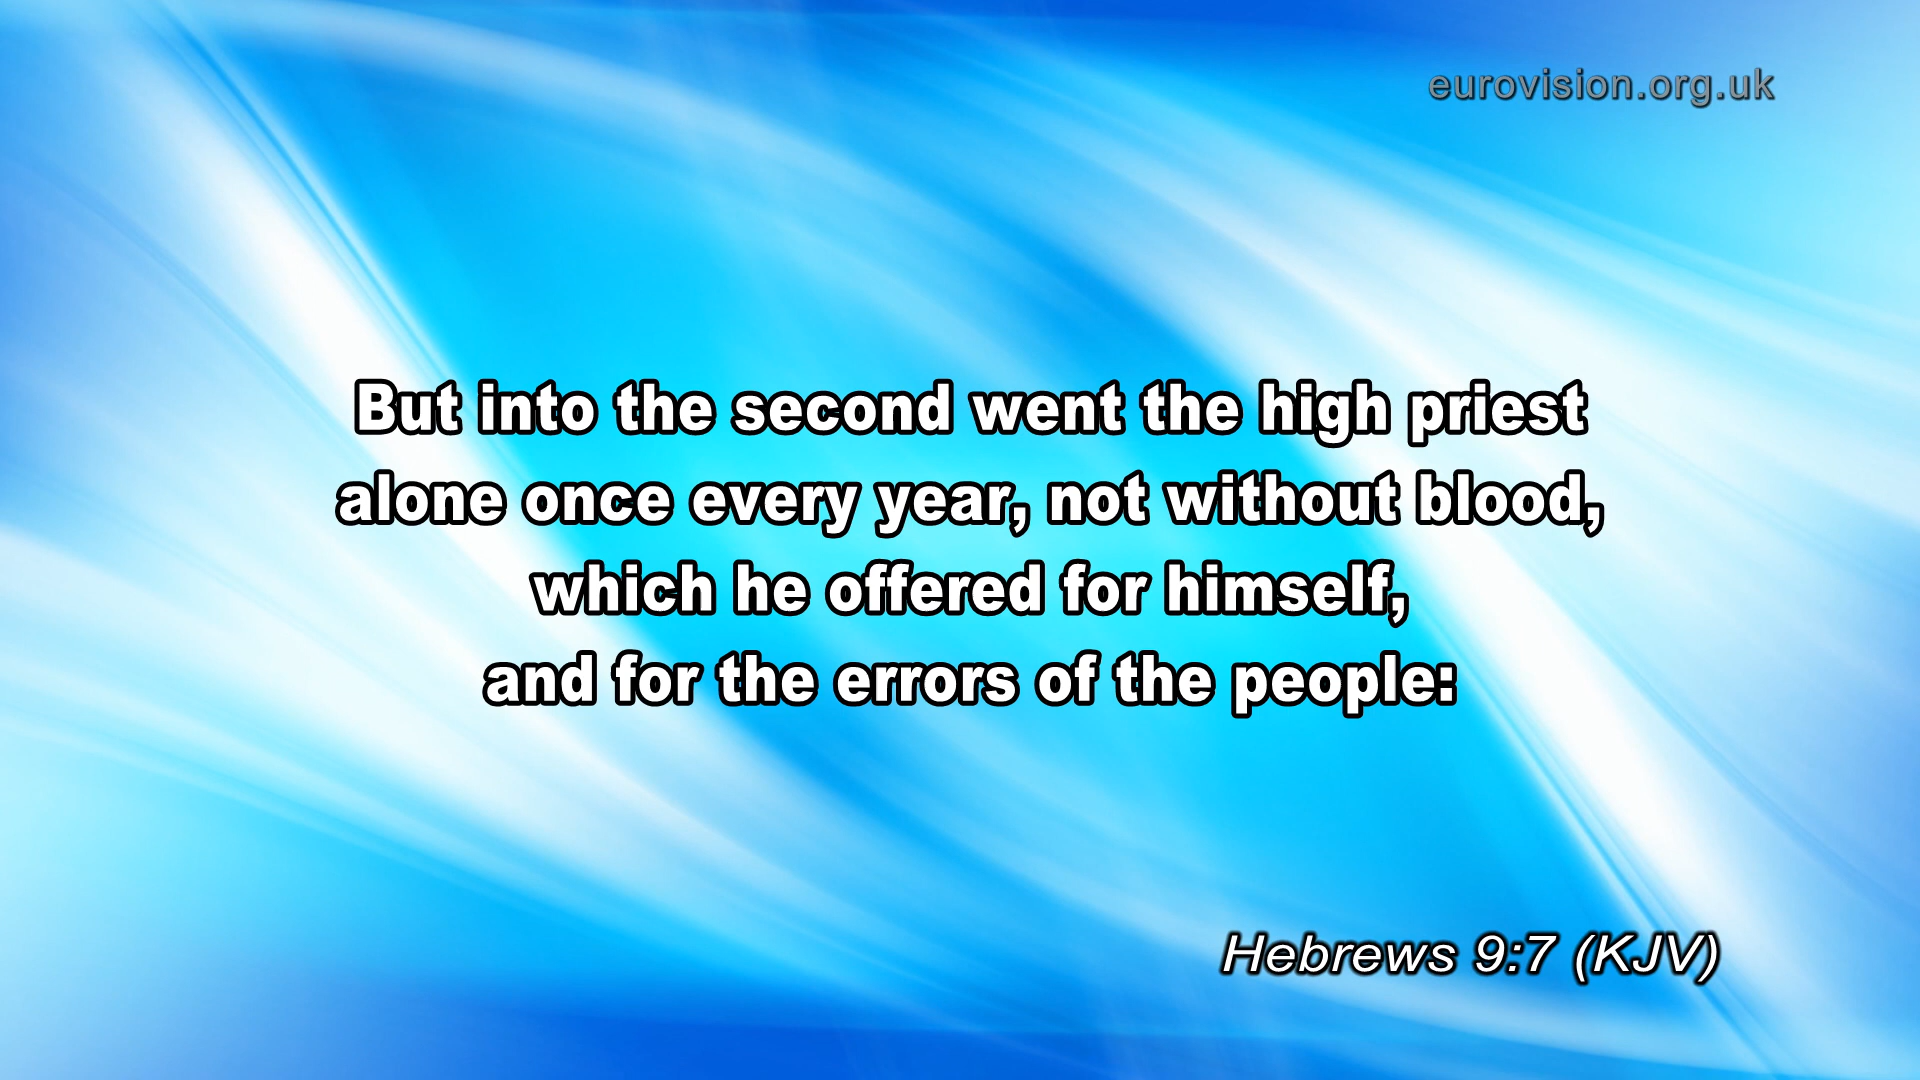 eurovision.org.uk
But into the second went the high priest
alone once every year, not without blood,
which he offered for himself,
and for the errors of the people:
Hebrews 9:7 (KJV)